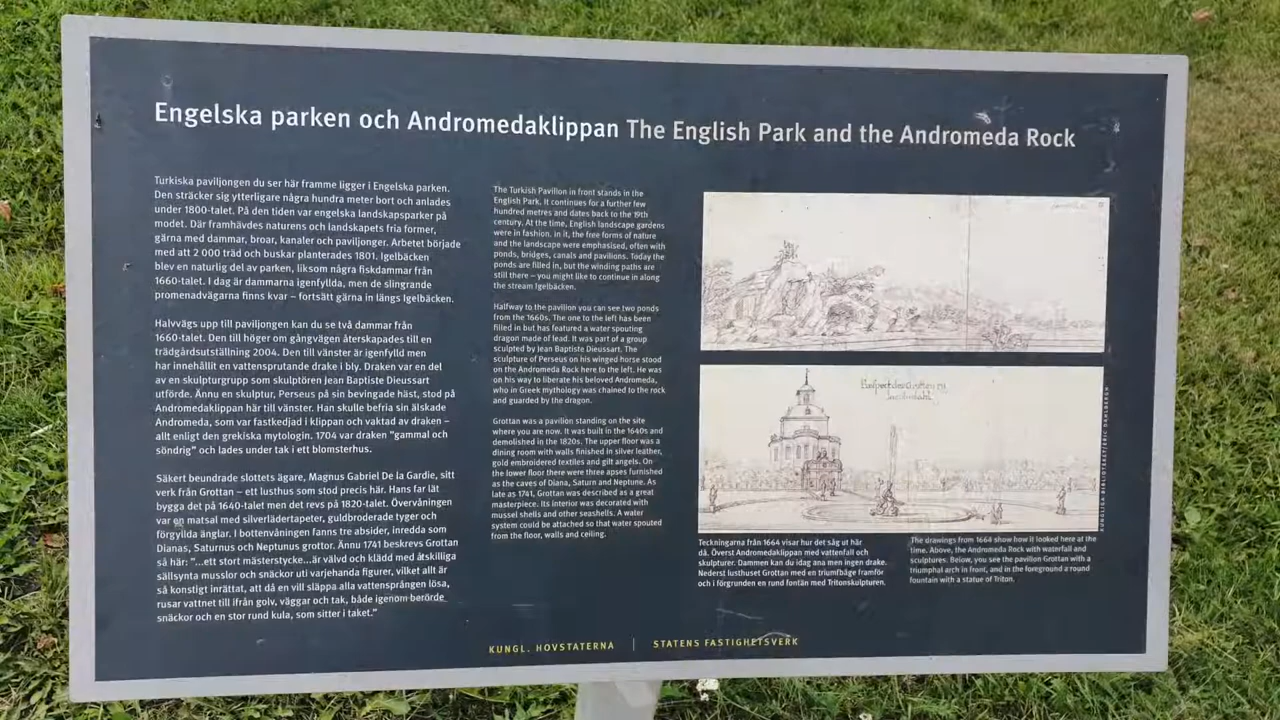 Engelska parken och Andromedaklippan The English Park and the Andromeda Rock
Turkiska paviljongen du ser här framme ligger i Engelska parken.
Den sträcker sig ytterligare några hundra meter bort och anlades
under 1800-talet. På den tiden var engelska landskapsparker på
modet. Där framhävdes naturens och landskapets fria former,
gärna med dammar, broar, kanaler och paviljonger. Arbetet började
med att 2 000 träd och buskar planterades 1801. Igelbäcken
blev en naturlig del av parken, liksom några fiskdammar från
1660-talet. I dag är dammarna igenfyllda, men de slingrande
promenadvägarna finns kvar – fortsätt gärna in längs Igelbäcken.
Halvvägs upp till paviljongen kan du se två dammar från
1660-talet. Den till höger om gångvägen återskapades till en
trädgårdsutställning 2004. Den till vänster är igenfylld men
har innehållit en vattensprutande drake i bly. Draken var en del
av en skulpturgrupp som skulptören Jean Baptiste Dieussart
utförde. Ännu en skulptur, Perseus på sin bevingade häst, stod på
Andromedaklippan här till vänster. Han skulle befria sin älskade
Andromeda, som var fastkedjad i klippan och vaktad av draken –
allt enligt den grekiska mytologin. 1704 var draken "gammal och
söndrig" och lades under tak i ett blomsterhus.
Säkert beundrade slottets ägare, Magnus Gabriel De la Gardie, sitt
verk från Grottan – ett lusthus som stod precis här. Hans far lät
bygga det på 1640-talet men det revs på 1820-talet. Övervåningen
var en matsal med silverlädertapeter, guldbroderade tyger och
förgyllda änglar. I bottenvåningen fanns tre absider, inredda som
Dianas, Saturnus och Neptunus grottor. Ännu 1741 beskrevs Grottan
så här: "...ett stort mästerstycke...är välvd och klädd med åtskilliga
sällsynta musslor och snäckor uti varjehanda figurer, vilket allt är
så konstigt inrättat, att då en vill släppa alla vattensprången lösa,
rusar vattnet till ifrån golv, väggar och tak, både igenom berörde
snäckor och en stor rund kula, som sitter i taket."
The Turkish Pavilion in front stands in the
English Park. It continues for a further few
hundred metres and dates back to the 19th
century. At the time, English landscape gardens
were in fashion. In it, the free forms of nature
and the landscape were emphasised, often with
ponds, bridges, canals and pavilions. Today the
ponds are filled in, but the winding paths are
still there – you might like to continue in along
the stream Igelbäcken.
Halfway to the pavilion you can see two ponds
from the 1660s. The one to the left has been
filled in but has featured a water spouting
dragon made of lead. It was part of a group
sculpted by Jean Baptiste Dieussart. The
sculpture of Perseus on his winged horse stood
on the Andromeda Rock here to the left. He was
on his way to liberate his beloved Andromeda,
who in Greek mythology was chained to the rock
and guarded by the dragon.
Grottan was a pavilion standing on the site
where you are now. It was built in the 1640s and
demolished in the 1820s. The upper floor was a
dining room with walls finished in silver leather,
gold embroidered textiles and gilt angels. On
the lower floor there were three apses furnished
as the caves of Diana, Saturn and Neptune. As
late as 1741, Grottan was described as a great
masterpiece. Its interior was decorated with
mussel shells and other seashells. A water
system could be attached so that water spouted
from the floor, walls and ceiling.
KUNGLIGA BIBLIOTEKET/ERIC DAHLBERGH
Teckningarna från 1664 visar hur det såg ut här
då. Överst Andromedaklippan med vattenfall och
skulpturer. Dammen kan du idag ana men ingen drake.
Nederst lusthuset Grottan med en triumfbåge framför
och i förgrunden en rund fontän med Tritonskulpturen.
The drawings from 1664 show how it looked here at the
time. Above, the Andromeda Rock with waterfall and
sculptures. Below, you see the pavilion Grottan with a
triumph arch in front, and in the foreground a round
fountain with a statue of Triton.
KUNGL. HOVSTATERNA | STATENS FASTIGHETSVERK